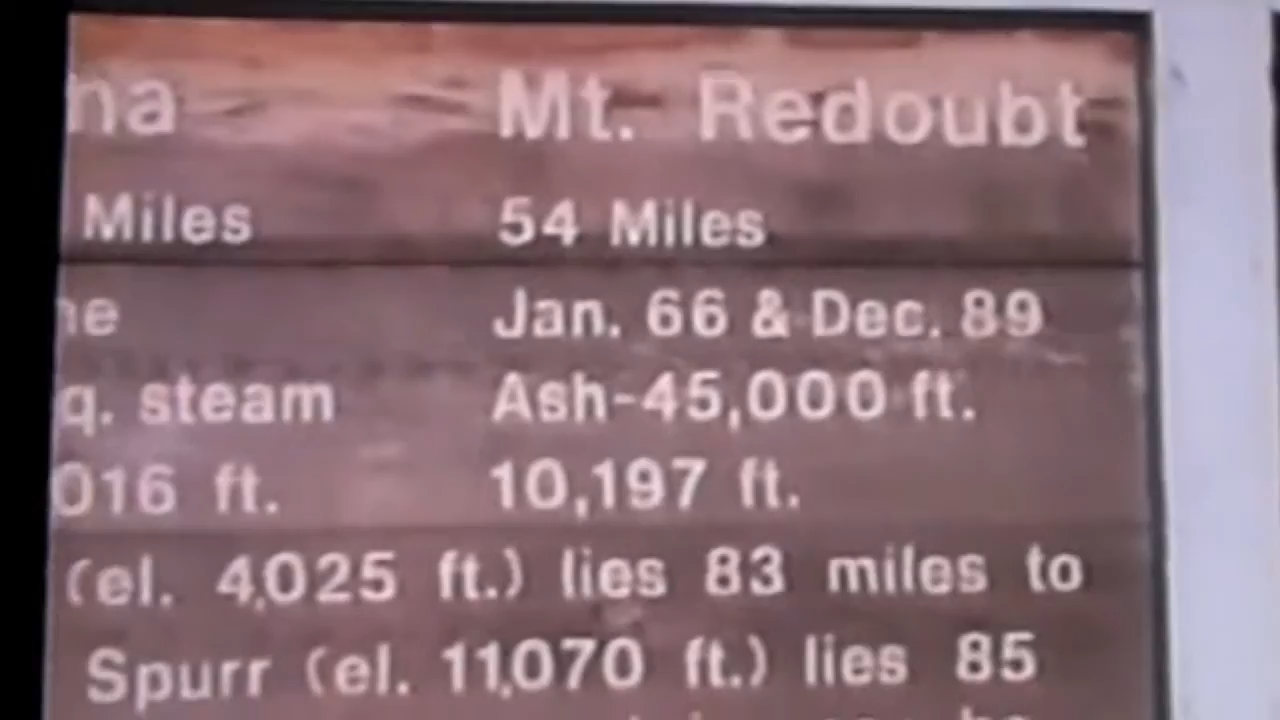 na Mt. Redoubt
Miles 54 Miles
ne Jan. 66 & Dec. 89
q. steam Ash-45,000 ft.
016 ft. 10,197 ft.
(el. 4,025 ft.) lies 83 miles to
Spurr (el. 11,070 ft.) lies 85